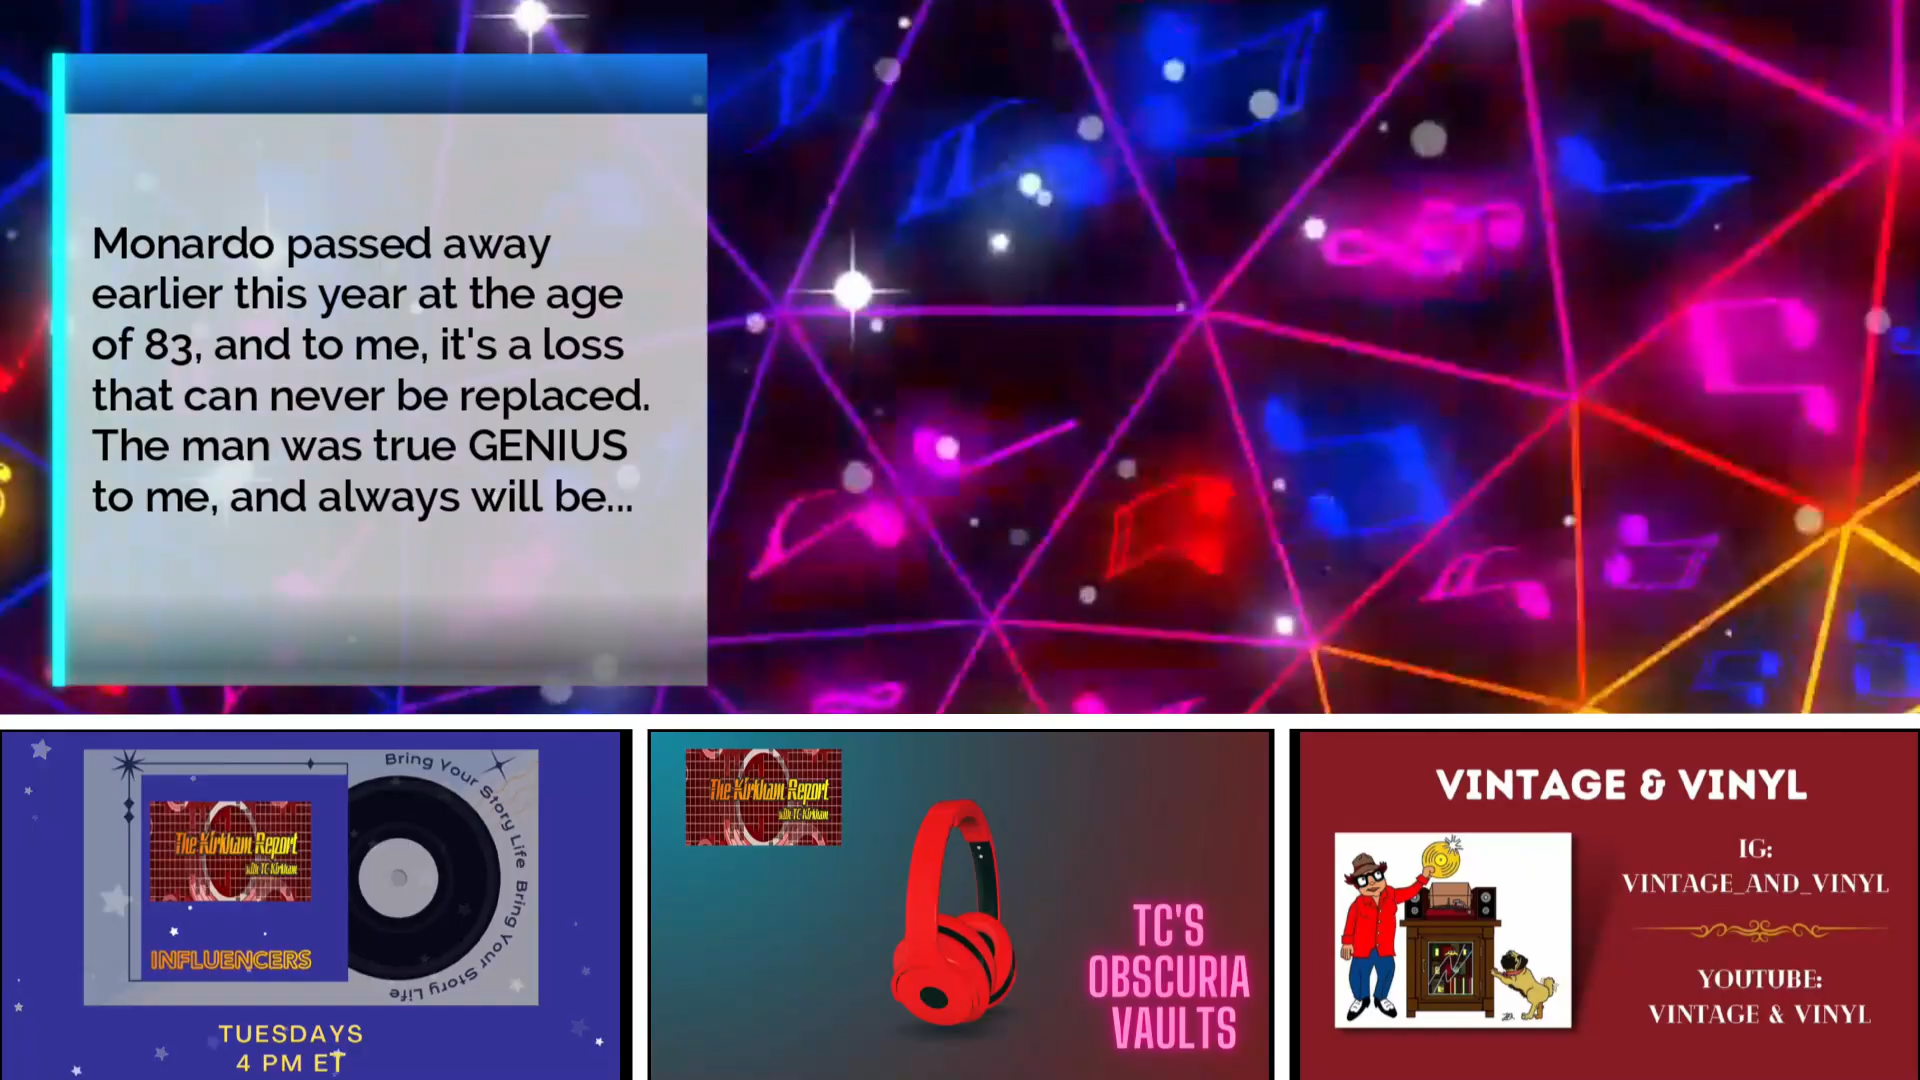 Monardo passed away
earlier this year at the age
of 83, and to me, it's a loss
that can never be replaced.
The man was true GENIUS
to me, and always will be...
Bring Your Story Life Bring Your Story Life
The Kirkham Report
with TC Kirkham
INFLUENCERS
TUESDAYS
4 PM ET
The Kirkham Report
with TC Kirkham
TC'S
OBSCURIA
VAULTS
VINTAGE & VINYL
IG:
VINTAGE_AND_VINYL
YOUTUBE:
VINTAGE & VINYL